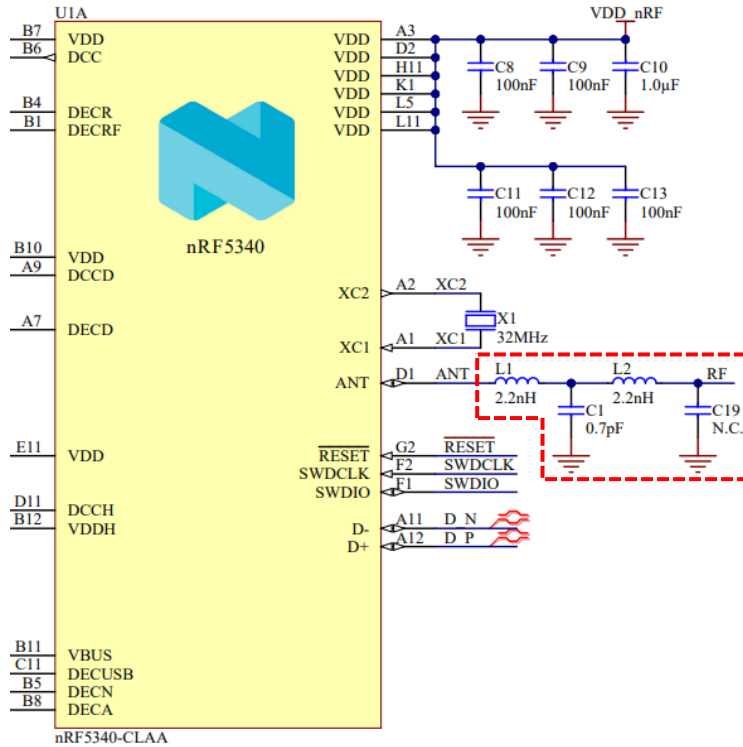 U1A
VDD_nRF
B7 VDD VDD A3
B6 DCC VDD D2
VDD H11
VDD K1
B4 DECR VDD L5
B1 DECRF VDD L11
C8 C9 C10
100nF 100nF 1.0µF
C11 C12 C13
100nF 100nF 100nF
nRF5340
B10 VDD
A9 DCCD
XC2 A2 XC2
X1
32MHz
A7 DECD
XC1 A1 XC1
ANT D1 ANT L1 L2 RF
2.2nH 2.2nH
C1 C19
0.7pF N.C.
E11 VDD RESET G2 RESET
SWDCLK F2 SWDCLK
SWDIO F1 SWDIO
D11 DCCH
B12 VDDH D- A11 D_N
D+ A12 D_P
B11 VBUS
C11 DECUSB
B5 DECN
B8 DECA
nRF5340-CLAA